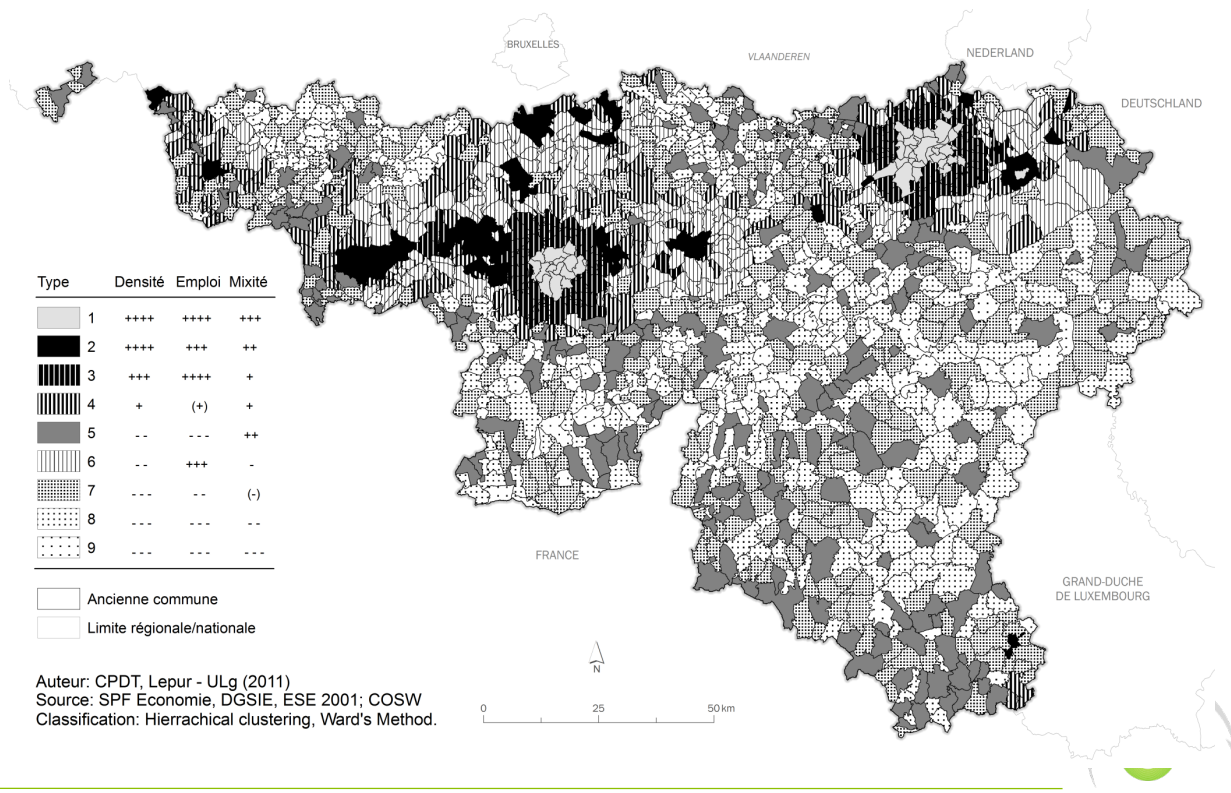 BRUXELLES
VLAANDEREN
NEDERLAND
DEUTSCHLAND
Type Densité Emploi Mixité
1 ++++ ++++ +++
2 ++++ +++ ++
3 +++ ++++ +
4 + (+) +
5 -- --- ++
6 -- +++ -
7 --- -- (-)
8 --- --- --
9 --- --- ---
Ancienne commune
Limite régionale/nationale
FRANCE
GRAND-DUCHE
DE LUXEMBOURG
Auteur: CPDT, Lepur - ULg (2011)
Source: SPF Economie, DGSIE, ESE 2001; COSW
Classification: Hierrachical clustering, Ward's Method.
N
0 25 50 km